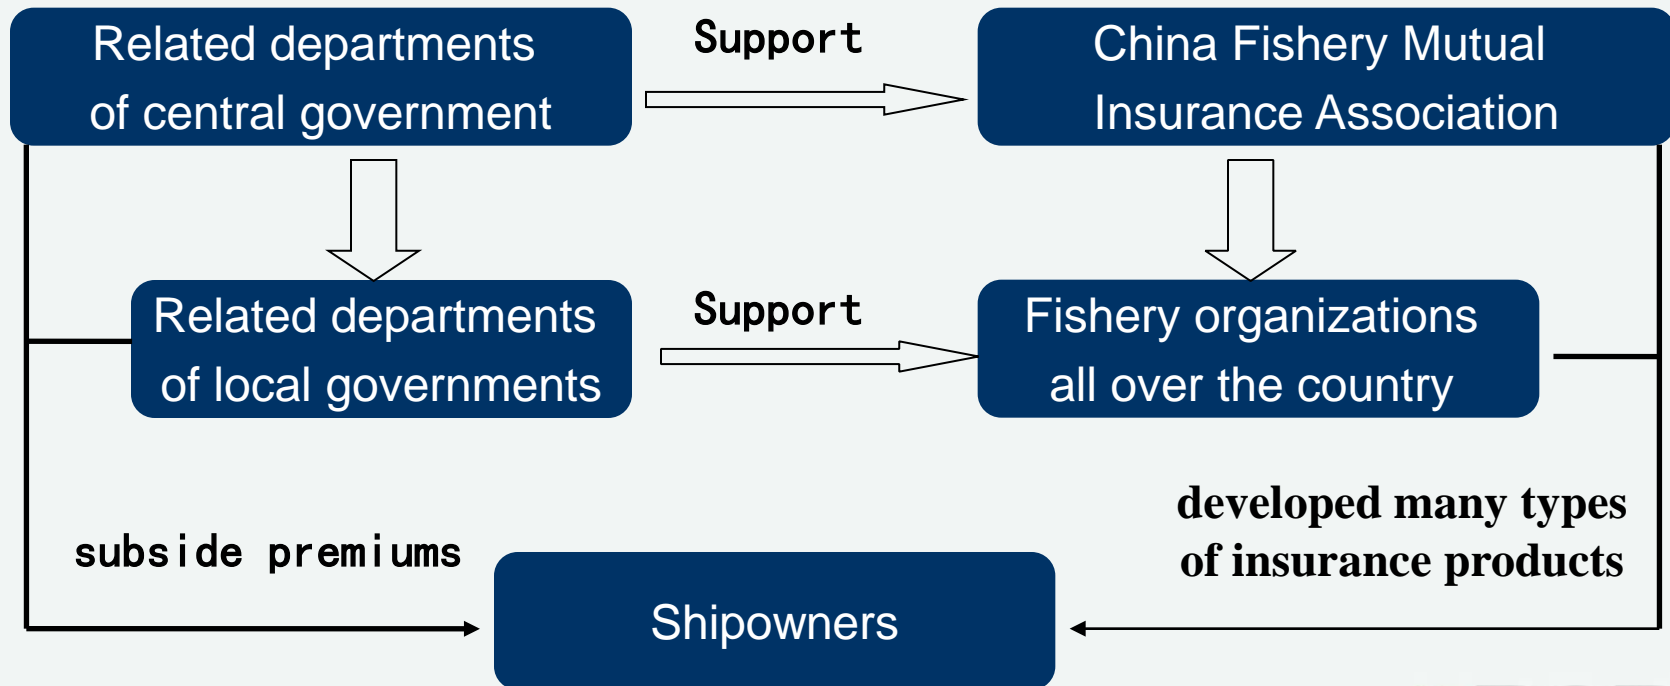 Related departments
of central government
Support
China Fishery Mutual
Insurance Association
Related departments
of local governments
Support
Fishery organizations
all over the country
subside premiums
developed many types
of insurance products
Shipowners